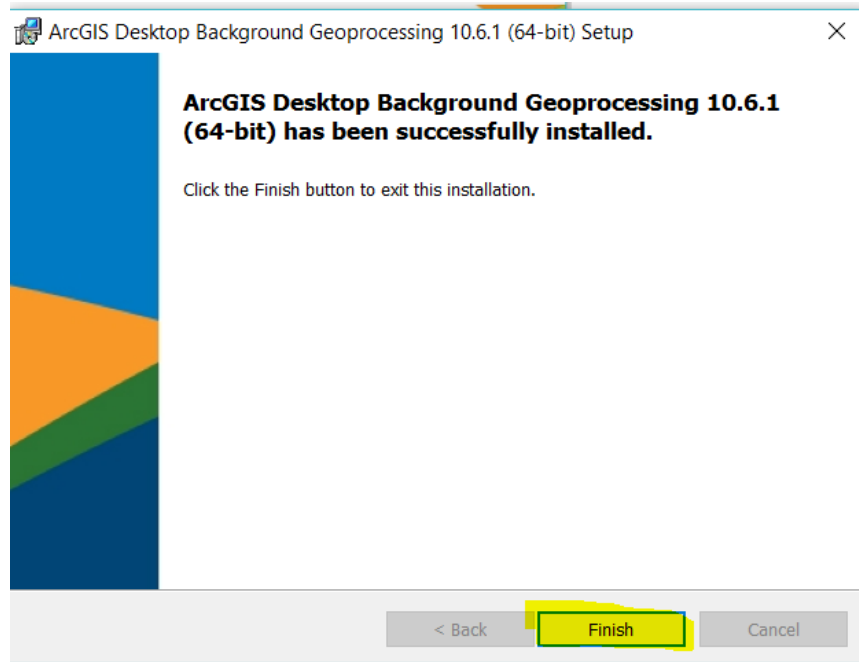 ArcGIS Desktop Background Geoprocessing 10.6.1 (64-bit) Setup
ArcGIS Desktop Background Geoprocessing 10.6.1
(64-bit) has been successfully installed.
Click the Finish button to exit this installation.
< Back
Finish
Cancel